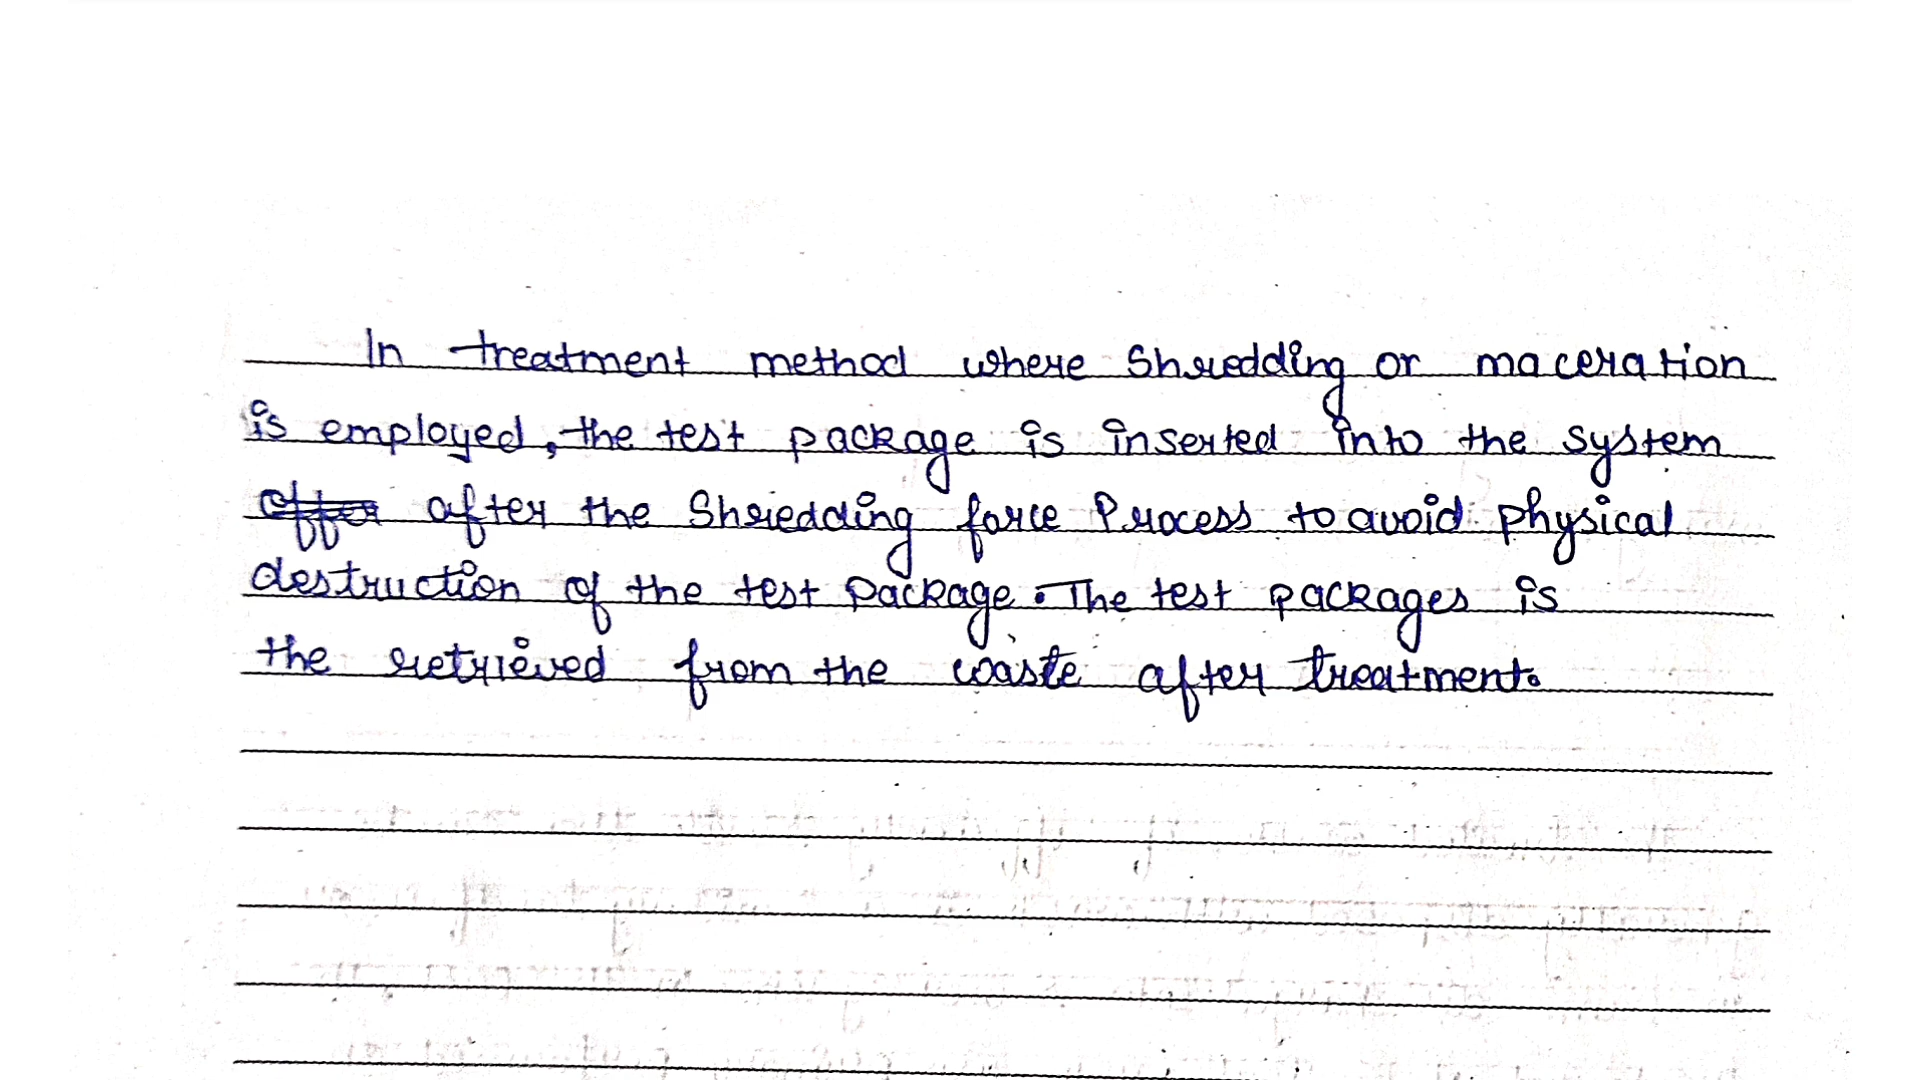 In treatment method where Shredding or maceration
is employed, the test package is inserted into the system
after the Shriedding force Process to avoid physical
destruction of the test Package. The test packages is
the retrieved from the waste after treatment.